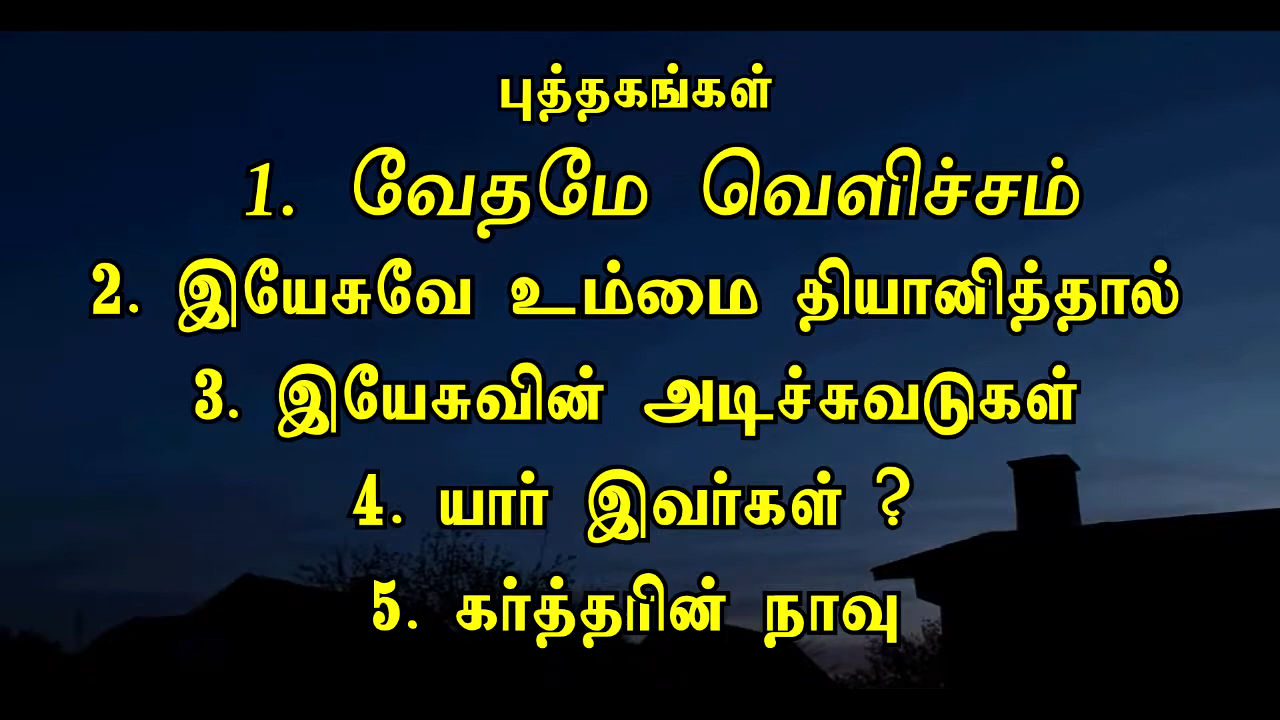 புத்தகங்கள்
1. வேதமே வெளிச்சம்
2. இயேசுவே உம்மை தியானித்தால்
3. இயேசுவின் அடிச்சுவடுகள்
4. யார் இவர்கள் ?
5. கர்த்தரின் நாவு